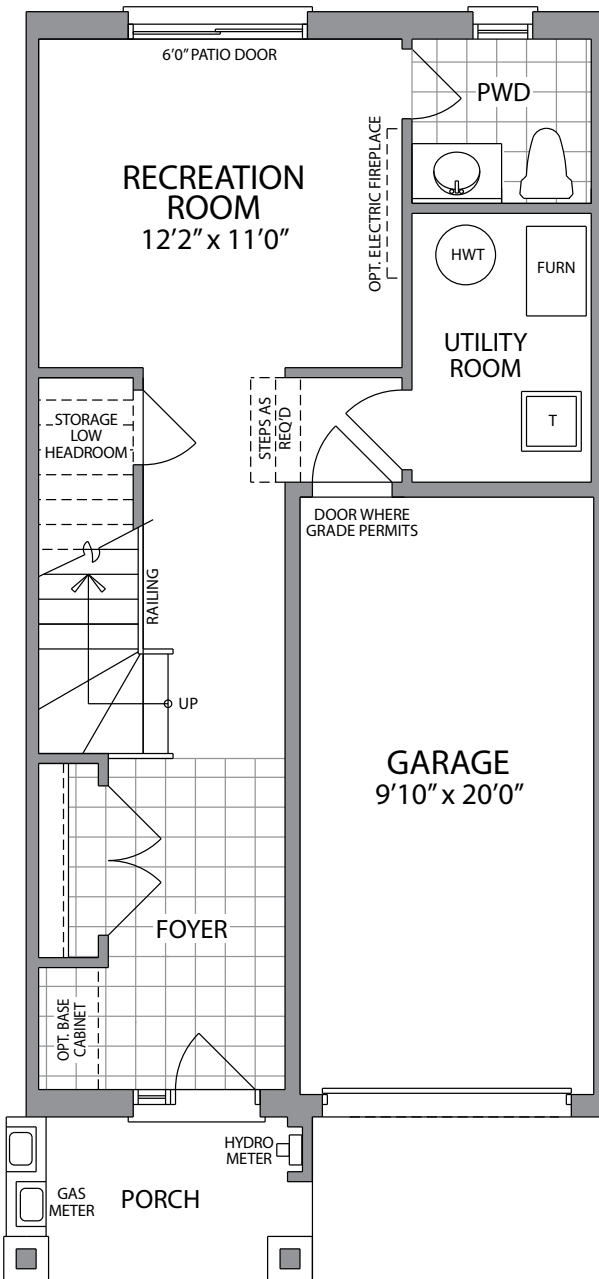 6'0" PATIO DOOR
PWD
RECREATION
ROOM
12'2" x 11'0"
OPT. ELECTRIC FIREPLACE
HWT
FURN
UTILITY
ROOM
STORAGE
LOW
HEADROOM
STEPS AS
REQ'D
T
DOOR WHERE
GRADE PERMITS
RAILING
UP
GARAGE
9'10" x 20'0"
FOYER
OPT. BASE
CABINET
HYDRO
METER
GAS
METER
PORCH